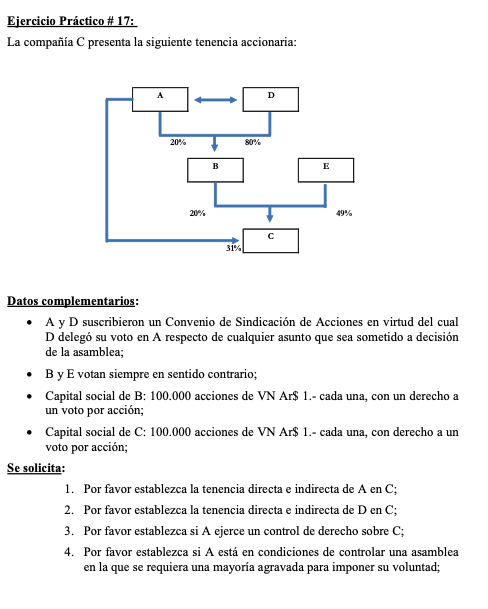 Ejercicio Práctico # 17:
La compañía C presenta la siguiente tenencia accionaria:
A
D
20%
80%
B
E
20%
49%
C
31%
Datos complementarios:
• A y D suscribieron un Convenio de Sindicación de Acciones en virtud del cual
D delegó su voto en A respecto de cualquier asunto que sea sometido a decisión
de la asamblea;
• B y E votan siempre en sentido contrario;
• Capital social de B: 100.000 acciones de VN Ar$ 1.- cada una, con un derecho a
un voto por acción;
• Capital social de C: 100.000 acciones de VN Ar$ 1.- cada una, con derecho a un
voto por acción;
Se solicita:
1. Por favor establezca la tenencia directa e indirecta de A en C;
2. Por favor establezca la tenencia directa e indirecta de D en C;
3. Por favor establezca si A ejerce un control de derecho sobre C;
4. Por favor establezca si A está en condiciones de controlar una asamblea
en la que se requiera una mayoría agravada para imponer su voluntad;